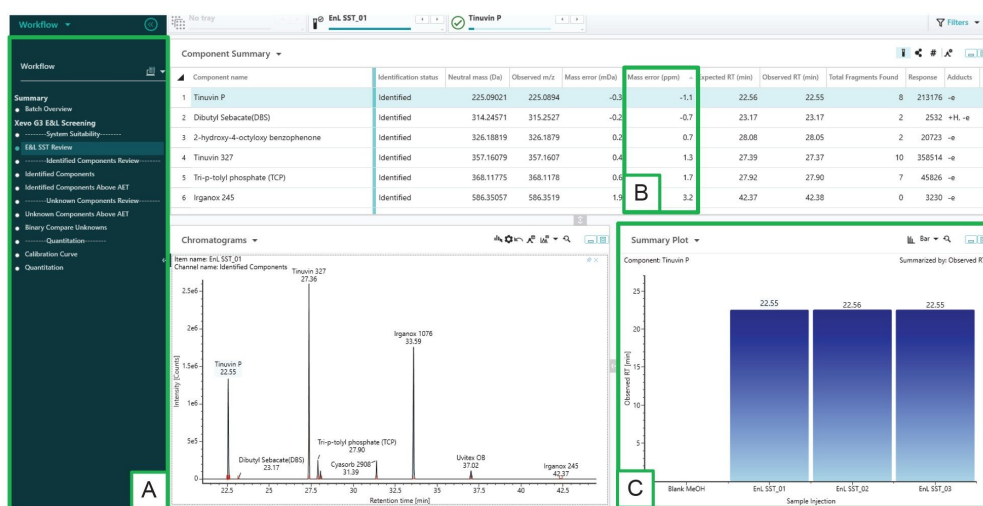 Workflow
No tray
EnL SST_01
Tinuvin P
Filters
Workflow
Summary
Batch Overview
Xevo G3 E&L Screening
--------System Suitability--------
E&L SST Review
--------Identified Components Review--------
Identified Components
Identified Components Above AET
--------Unknown Components Review--------
Unknown Components Above AET
Binary Compare Unknowns
--------Quantitation--------
Calibration Curve
Quantitation
A
Component Summary
Component name Identification status Neutral mass (Da) Observed m/z Mass error (mDa) Mass error (ppm) xpected RT (min) Observed RT (min) Total Fragments Found Response Adducts
1 Tinuvin P Identified 225.09021 225.0894 -0.3 -1.1 22.56 22.55 8 213176 -e
2 Dibutyl Sebacate(DBS) Identified 314.24571 315.2527 -0.2 -0.7 23.17 23.17 2 2532 +H, -e
3 2-hydroxy-4-octyloxy benzophenone Identified 326.18819 326.1879 0.2 0.7 28.08 28.05 2 20723 -e
4 Tinuvin 327 Identified 357.16079 357.1607 0.4 1.3 27.39 27.37 10 358514 -e
5 Tri-p-tolyl phosphate (TCP) Identified 368.11775 368.1178 0.6 1.7 27.92 27.90 7 45826 -e
6 Irganox 245 Identified 586.35057 586.3519 1.9 3.2 42.37 42.38 0 3230 -e
B
Chromatograms
Item name: EnL SST_01
Channel name: Identified Components
Tinuvin 327
27.36
2.5e6
2e6
Irganox 1076
33.59
Intensity [Counts]
1.5e6
Tinuvin P
22.55
1e6
5e5
Tri-p-tolyl phosphate (TCP)
27.90
Dibutyl Sebacate(DBS)
23.17
Cyasorb 2908
31.39
Uvitex OB
37.02
Irganox 245
42.37
0
22.5 25 27.5 30 32.5 35 37.5 40 42.5
Retention time [min]
Summary Plot
Bar
Component: Tinuvin P
Summarized by: Observed RT
25
22.55 22.56 22.55
20
Observed RT [min]
15
10
5
Blank MeOH EnL SST_01 EnL SST_02 EnL SST_03
Sample Injection
C